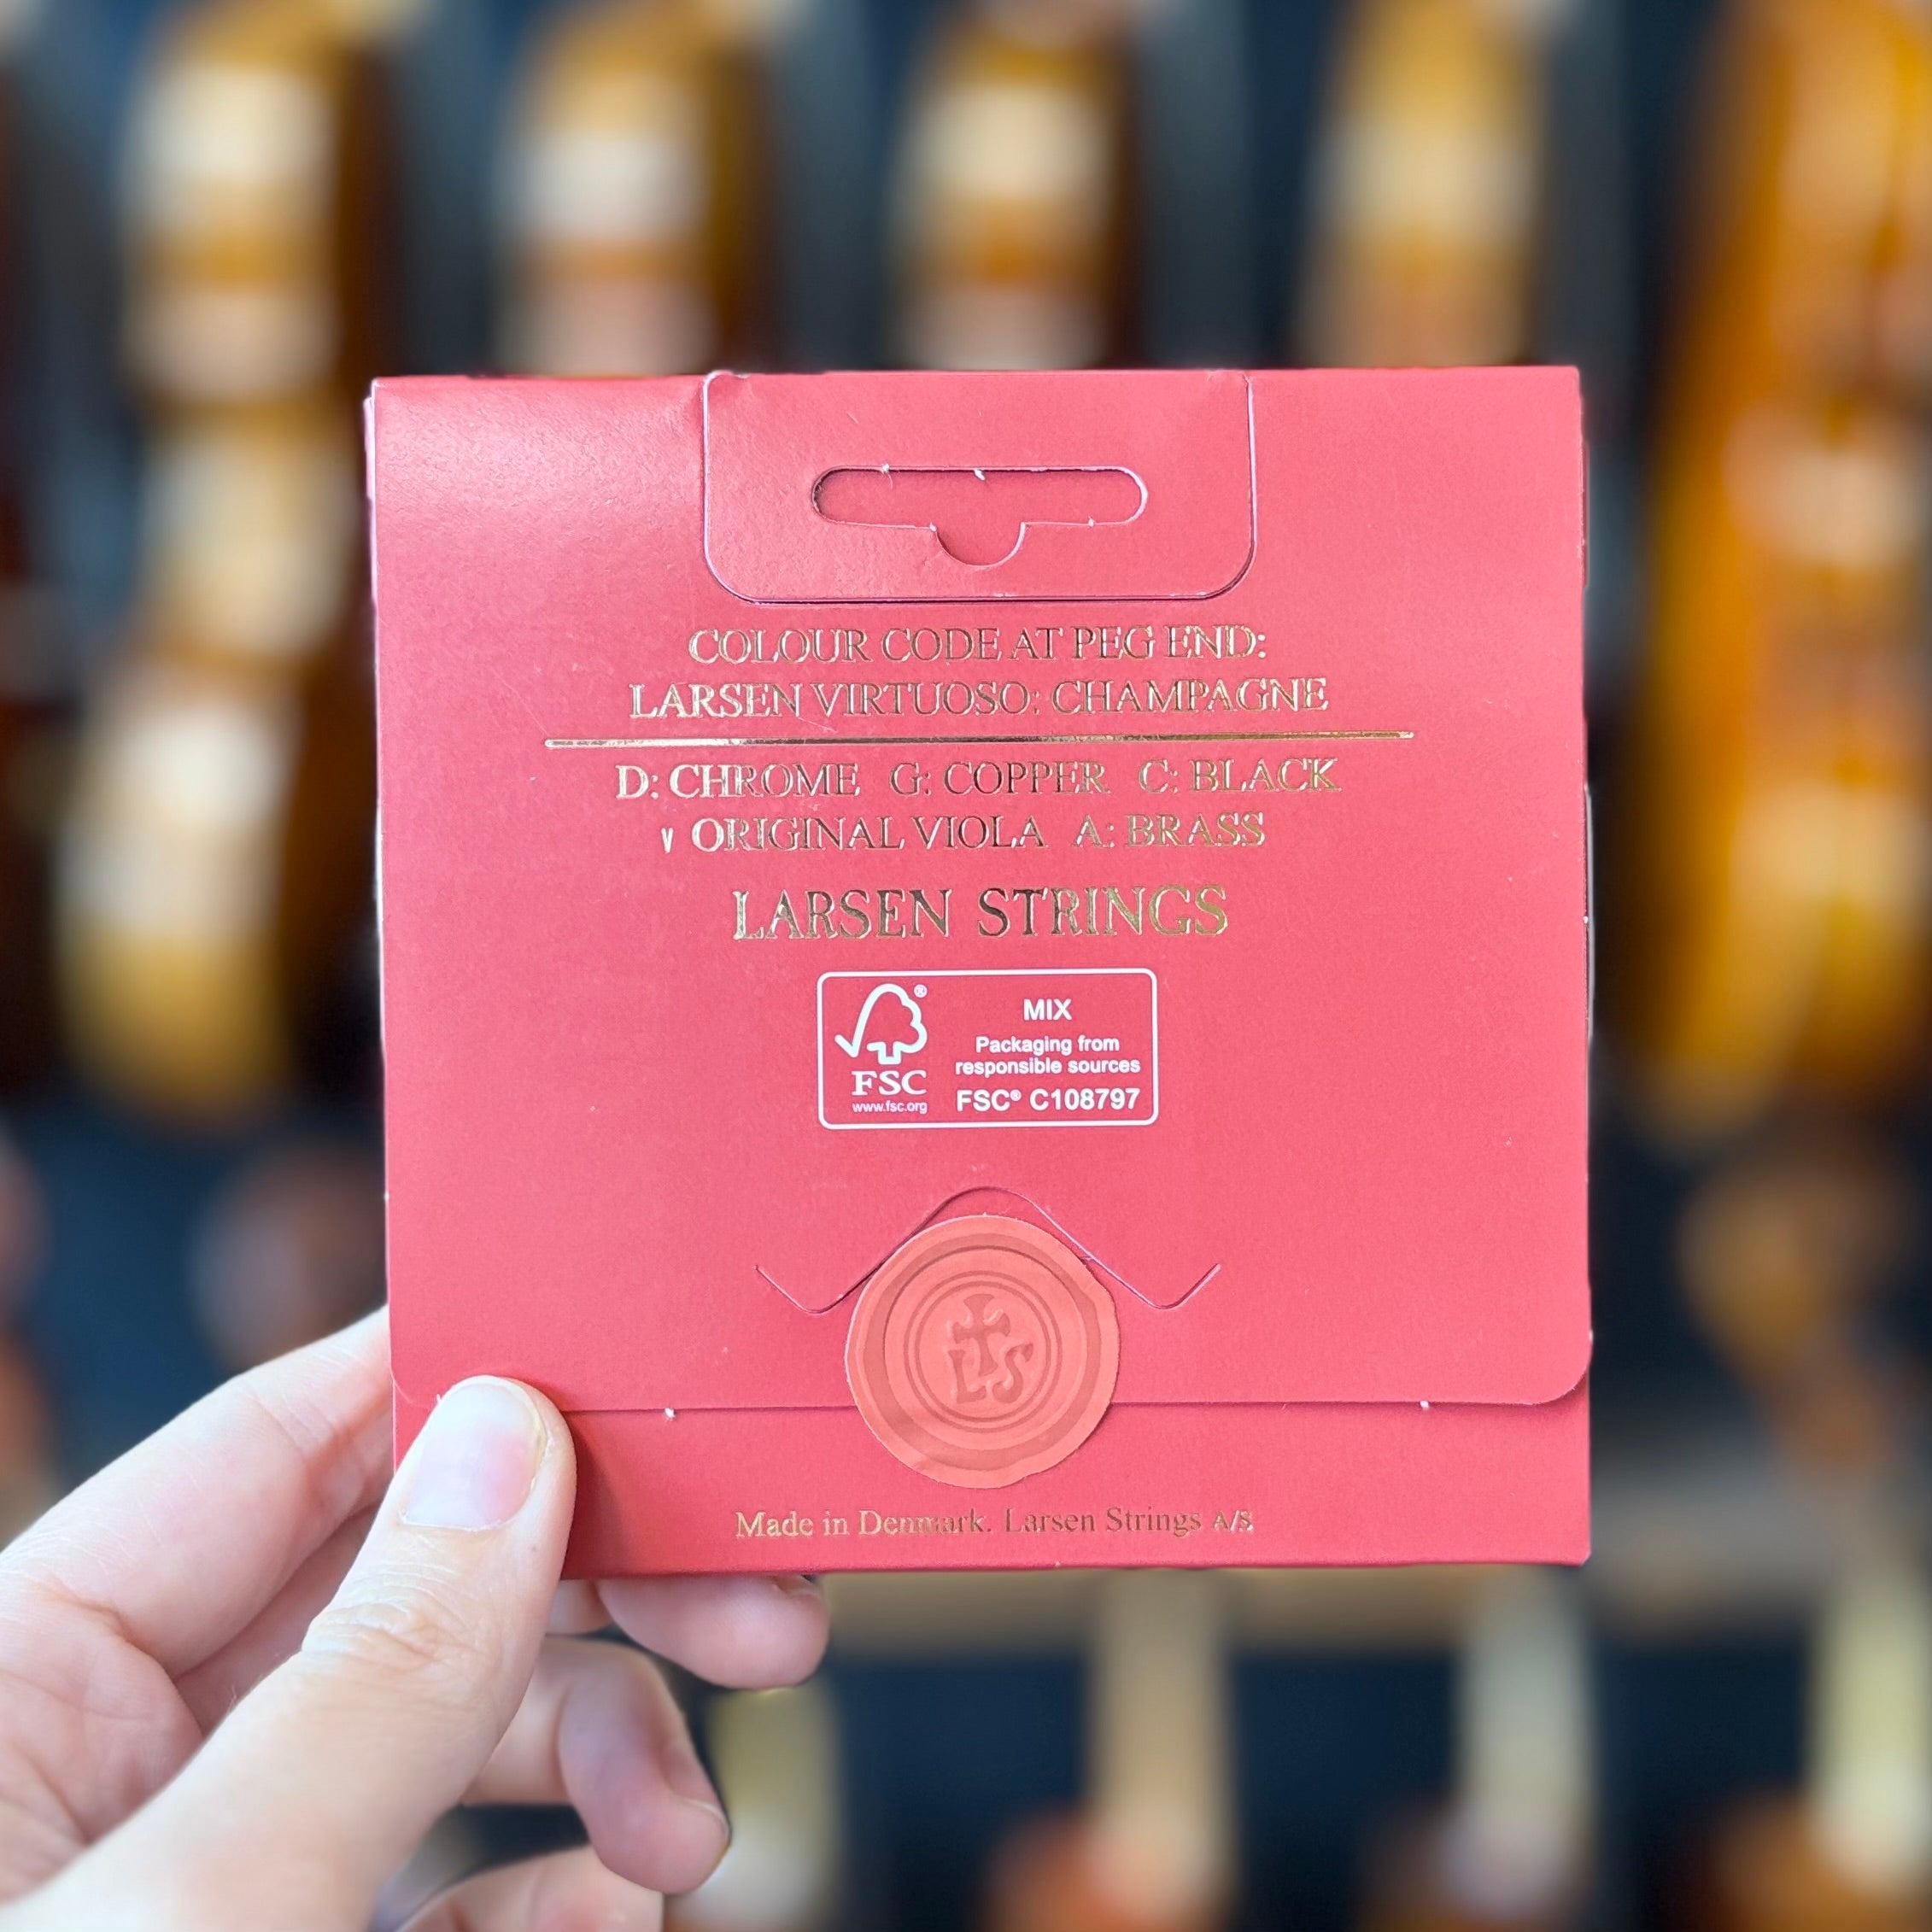 COLOUR CODE AT PEG END:
LARSEN VIRTUOSO: CHAMPAGNE
D: CHROME G: COPPER C: BLACK
v ORIGINAL VIOLA A: BRASS
LARSEN STRINGS
FSC
®
www.fsc.org
MIX
Packaging from
responsible sources
FSC® C108797
LS
Made in Denmark. Larsen Strings A/S